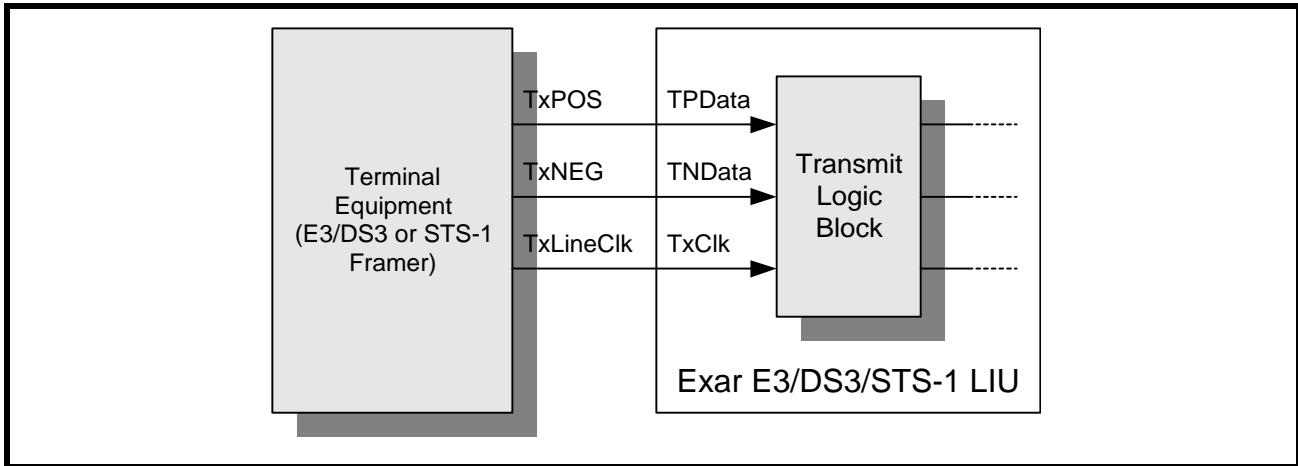 Terminal
Equipment
(E3/DS3 or STS-1
Framer)
TxPOS
TxNEG
TxLineClk
TPData
TNData
TxClk
Transmit
Logic
Block
Exar E3/DS3/STS-1 LIU